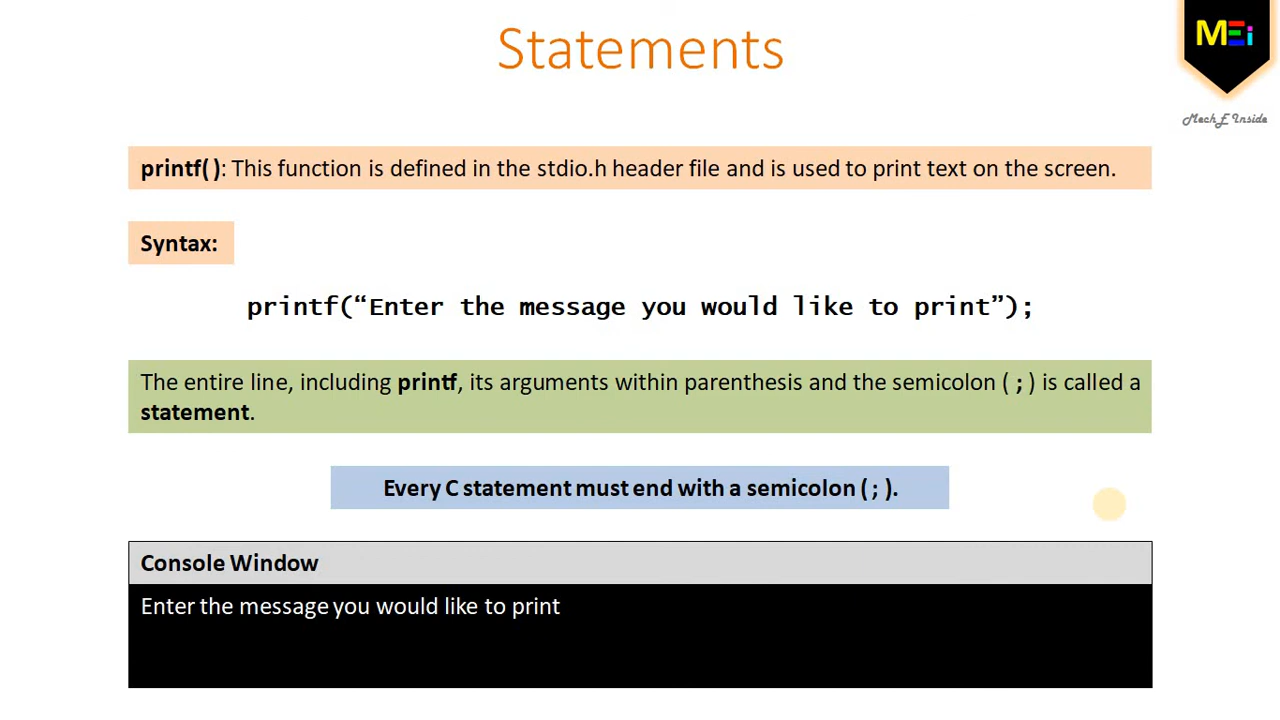 Statements
MEi
MechE Inside
printf( ): This function is defined in the stdio.h header file and is used to print text on the screen.
Syntax:
printf(“Enter the message you would like to print”);
The entire line, including printf, its arguments within parenthesis and the semicolon ( ; ) is called a
statement.
Every C statement must end with a semicolon ( ; ).
Console Window
Enter the message you would like to print